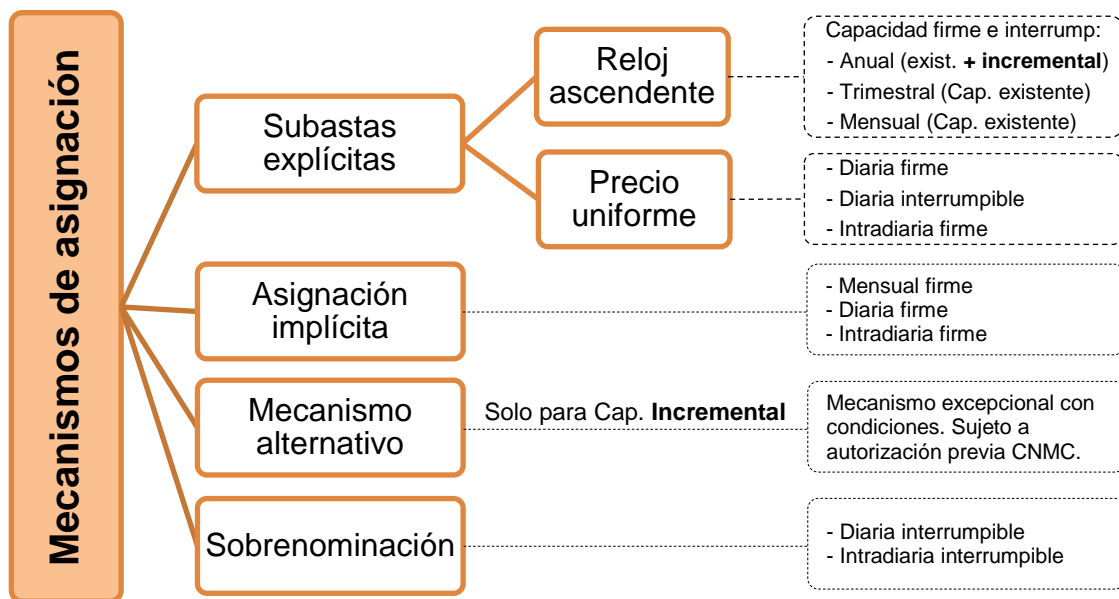 Mecanismos de asignación
Subastas
explícitas
Reloj
ascendente
Capacidad firme e interrump:
- Anual (exist. + incremental)
- Trimestral (Cap. existente)
- Mensual (Cap. existente)
Precio
uniforme
- Diaria firme
- Diaria interrumpible
- Intradiaria firme
Asignación
implícita
- Mensual firme
- Diaria firme
- Intradiaria firme
Mecanismo
alternativo
Solo para Cap. Incremental
Mecanismo excepcional con
condiciones. Sujeto a
autorización previa CNMC.
Sobrenominación
- Diaria interrumpible
- Intradiaria interrumpible